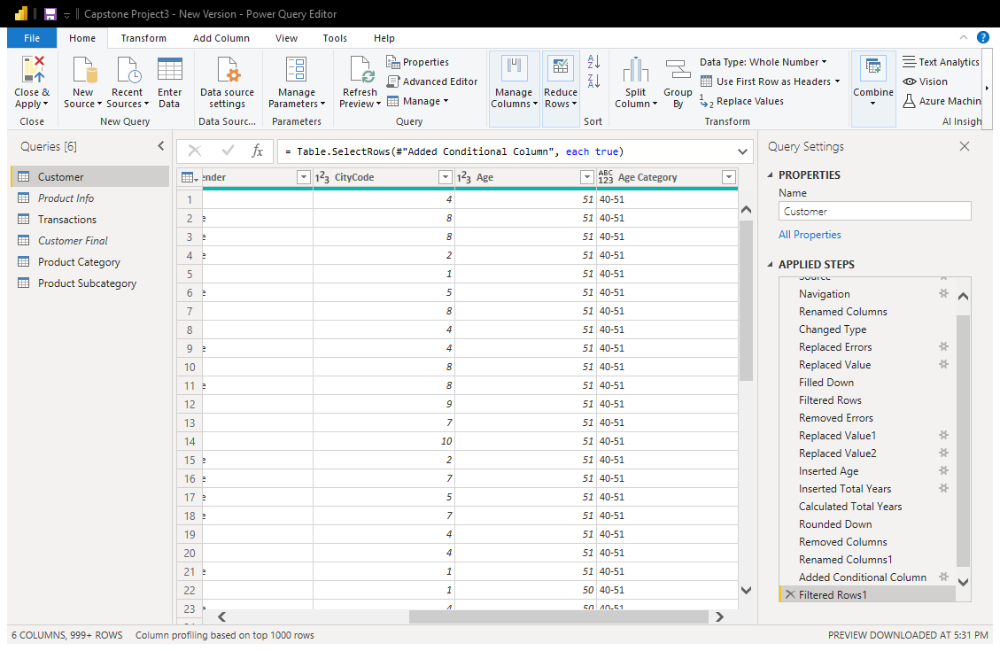 Capstone Project3 - New Version - Power Query Editor
File Home Transform Add Column View Tools Help
Close & Apply
Close
New Source
Recent Sources
Enter Data
New Query
Data source settings
Data Sourc...
Manage Parameters
Parameters
Refresh Preview
Properties
Advanced Editor
Manage
Query
Manage Columns
Reduce Rows
Sort
Split Column
Group By
Data Type: Whole Number
Use First Row as Headers
Replace Values
Transform
Combine
Text Analytics
Vision
Azure Machin
AI Insigh
Queries [6]
Customer
Product Info
Transactions
Customer Final
Product Category
Product Subcategory
fx = Table.SelectRows(#"Added Conditional Column", each true)
ender 123 CityCode 123 Age ABC 123 Age Category
1 4 51 40-51
2 e 8 51 40-51
3 e 8 51 40-51
4 e 2 51 40-51
5 1 51 40-51
6 e 5 51 40-51
7 8 51 40-51
8 4 51 40-51
9 e 4 51 40-51
10 8 51 40-51
11 e 8 51 40-51
12 9 51 40-51
13 7 51 40-51
14 10 51 40-51
15 e 2 51 40-51
16 e 7 51 40-51
17 e 5 51 40-51
18 e 7 51 40-51
19 4 51 40-51
20 4 51 40-51
21 e 1 51 40-51
22 1 50 40-51
23 e 4 50 40-51
Query Settings
PROPERTIES
Name
Customer
All Properties
APPLIED STEPS
Source
Navigation
Renamed Columns
Changed Type
Replaced Errors
Replaced Value
Filled Down
Filtered Rows
Removed Errors
Replaced Value1
Replaced Value2
Inserted Age
Inserted Total Years
Calculated Total Years
Rounded Down
Removed Columns
Renamed Columns1
Added Conditional Column
Filtered Rows1
6 COLUMNS, 999+ ROWS Column profiling based on top 1000 rows PREVIEW DOWNLOADED AT 5:31 PM